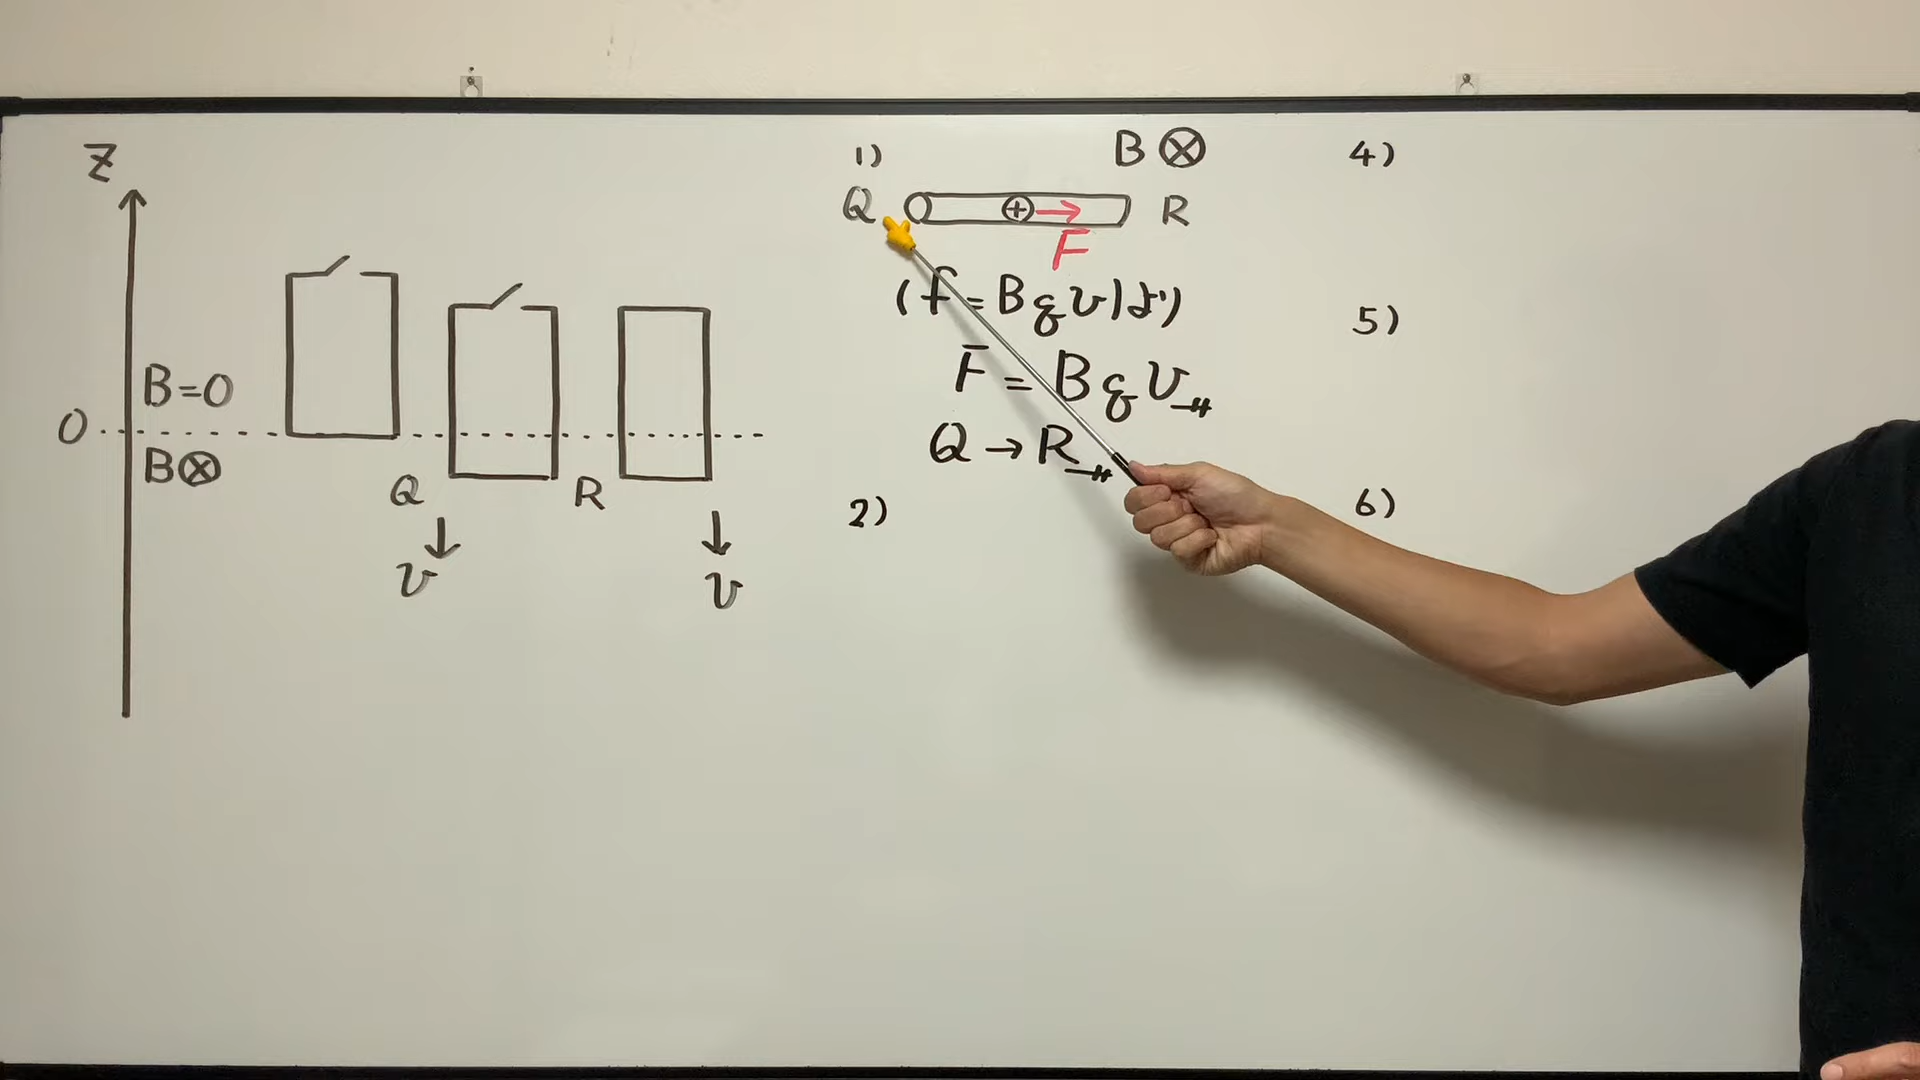 Z
B=0
0
B⊗
Q
R
v
v
1)
B⊗
Q
⊕
R
F
(f=Bqvより)
F=Bqv
Q→R
2)
4)
5)
6)